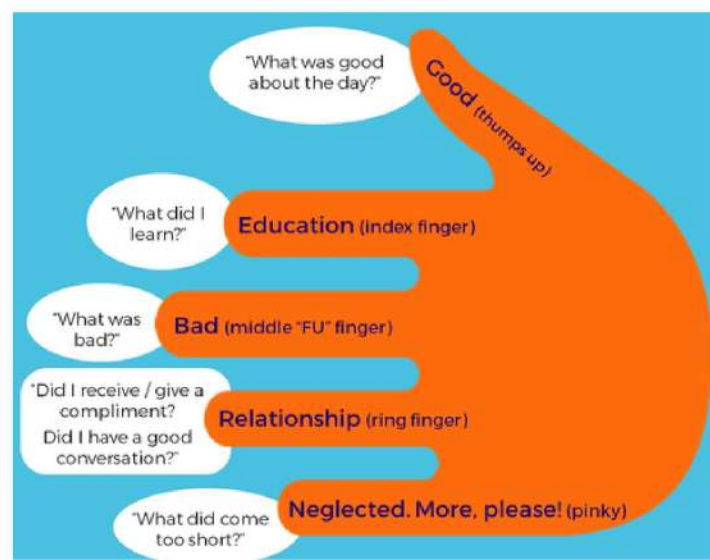 "What was good
about the day?"
Good (thumps up)
"What did I
learn?"
Education (index finger)
"What was
bad?"
Bad (middle "FU" finger)
"Did I receive / give a
compliment?
Did I have a good
conversation?"
Relationship (ring finger)
"What did come
too short?"
Neglected. More, please! (pinky)